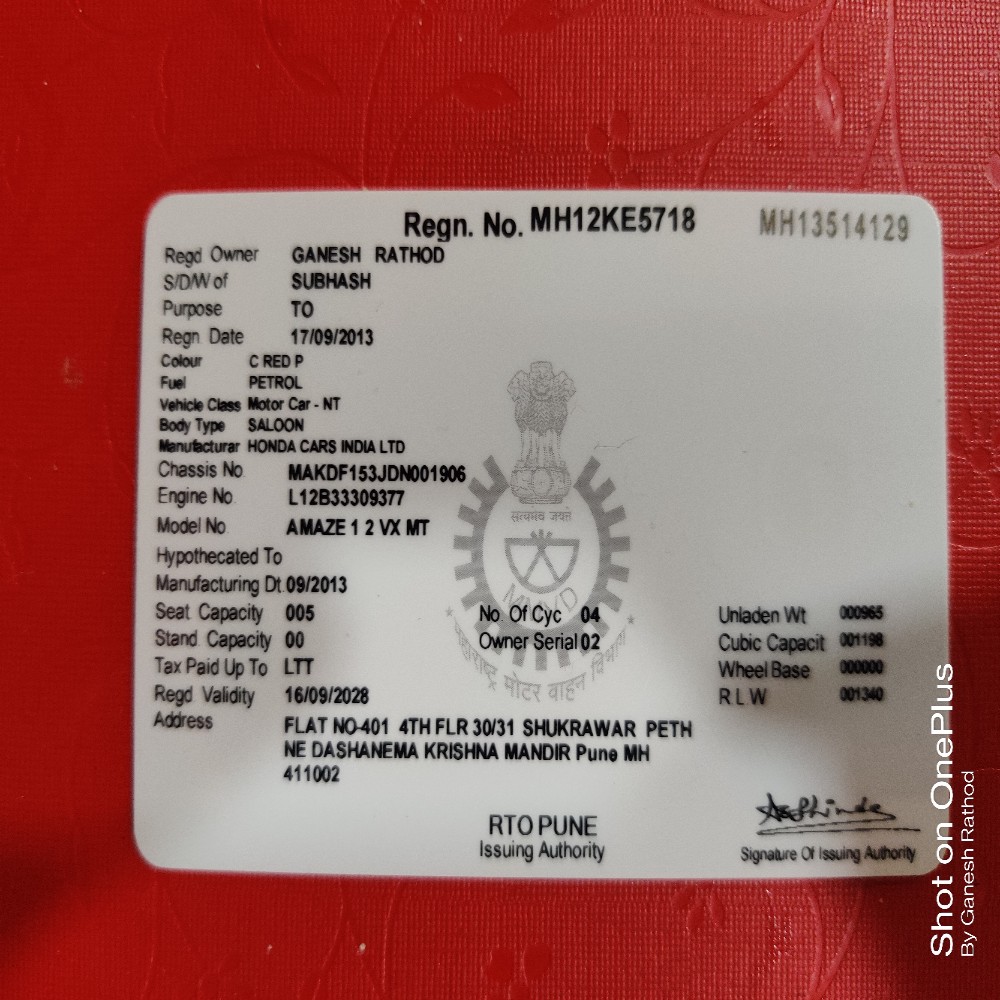 Regn. No. MH12KE5718 MH13514129
Regd Owner GANESH RATHOD
S/D/W of SUBHASH
Purpose TO
Regn. Date 17/09/2013
Colour C RED P
Fuel PETROL
Vehicle Class Motor Car - NT
Body Type SALOON
Manufacturar HONDA CARS INDIA LTD
Chassis No. MAKDF153JDN001906
Engine No. L12B33309377
Model No. AMAZE 1 2 VX MT
Hypothecated To
Manufacturing Dt. 09/2013
Seat Capacity 005 No. Of Cyc 04 Unladen Wt 000965
Stand. Capacity 00 Owner Serial 02 Cubic Capacit 001198
Tax Paid Up To LTT Wheel Base 000000
Regd Validity 16/09/2028 R L W 001340
Address FLAT NO-401 4TH FLR 30/31 SHUKRAWAR PETH
NE DASHANEMA KRISHNA MANDIR Pune MH
411002
सत्यमेव जयते
MMVD
महाराष्ट्र मोटर वाहन विभाग
RTO PUNE
Issuing Authority
Signature Of Issuing Authority
Shot on OnePlus
By Ganesh Rathod